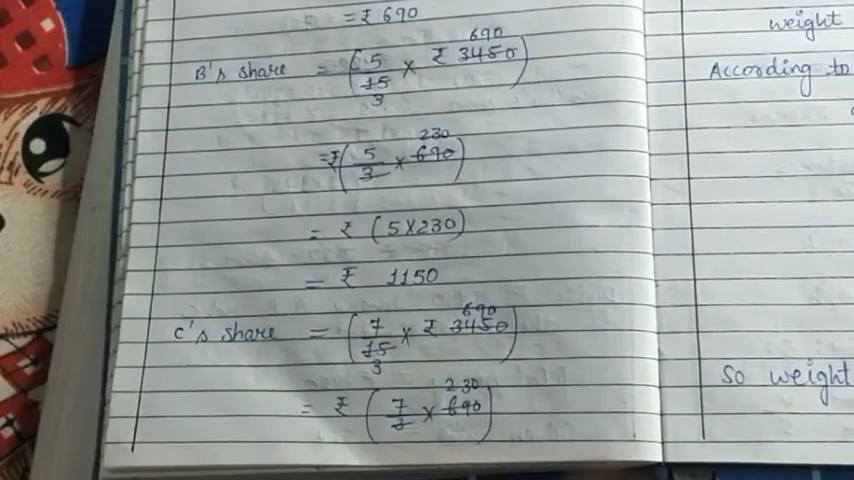 = ₹ 690
B's share = ( 5/15 × ₹ 3450 ) 690 3
= ₹ ( 5/3 × 690 ) 230
= ₹ (5×230)
= ₹ 1150
C's share = ( 7/15 × ₹ 3450 ) 690 3
= ₹ ( 7/3 × 690 ) 230
weight
According to
So weight